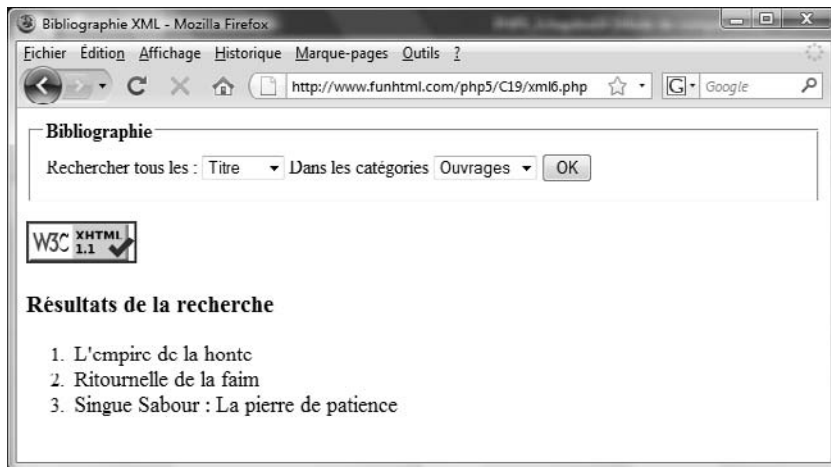 Bibliographie XML - Mozilla Firefox
Fichier Édition Affichage Historique Marque-pages Outils ?
http://www.funhtml.com/php5/C19/xml6.php G Google
Bibliographie
Rechercher tous les : Titre Dans les catégories Ouvrages OK
W3C XHTML 1.1
Résultats de la recherche
1. L'empire de la honte
2. Ritournelle de la faim
3. Singue Sabour : La pierre de patience